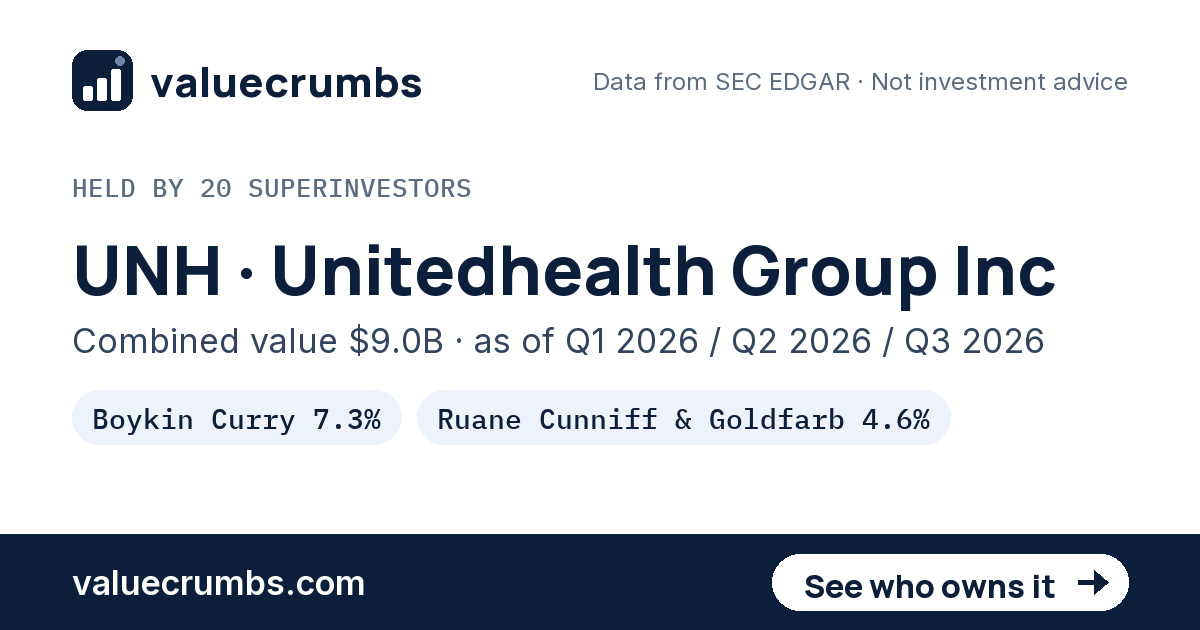 valuecrumbs
Data from SEC EDGAR · Not investment advice
HELD BY 20 SUPERINVESTORS
UNH · Unitedhealth Group Inc
Combined value $9.0B · as of Q1 2026 / Q2 2026 / Q3 2026
Boykin Curry 7.3%
Ruane Cunniff & Goldfarb 4.6%
valuecrumbs.com
See who owns it →